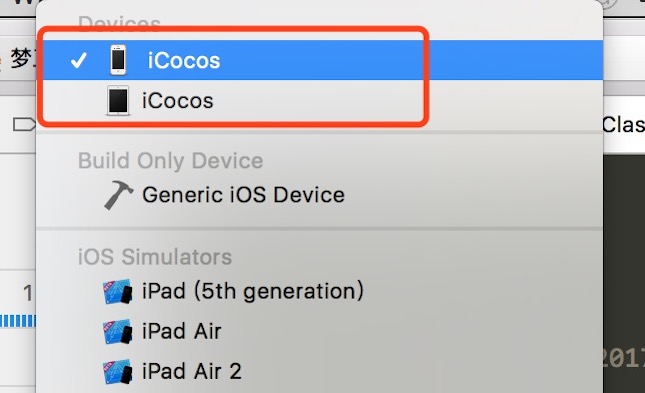 Devices
iCocos
iCocos
Build Only Device
Generic iOS Device
iOS Simulators
iPad (5th generation)
iPad Air
iPad Air 2
梦
Clas
1
2017